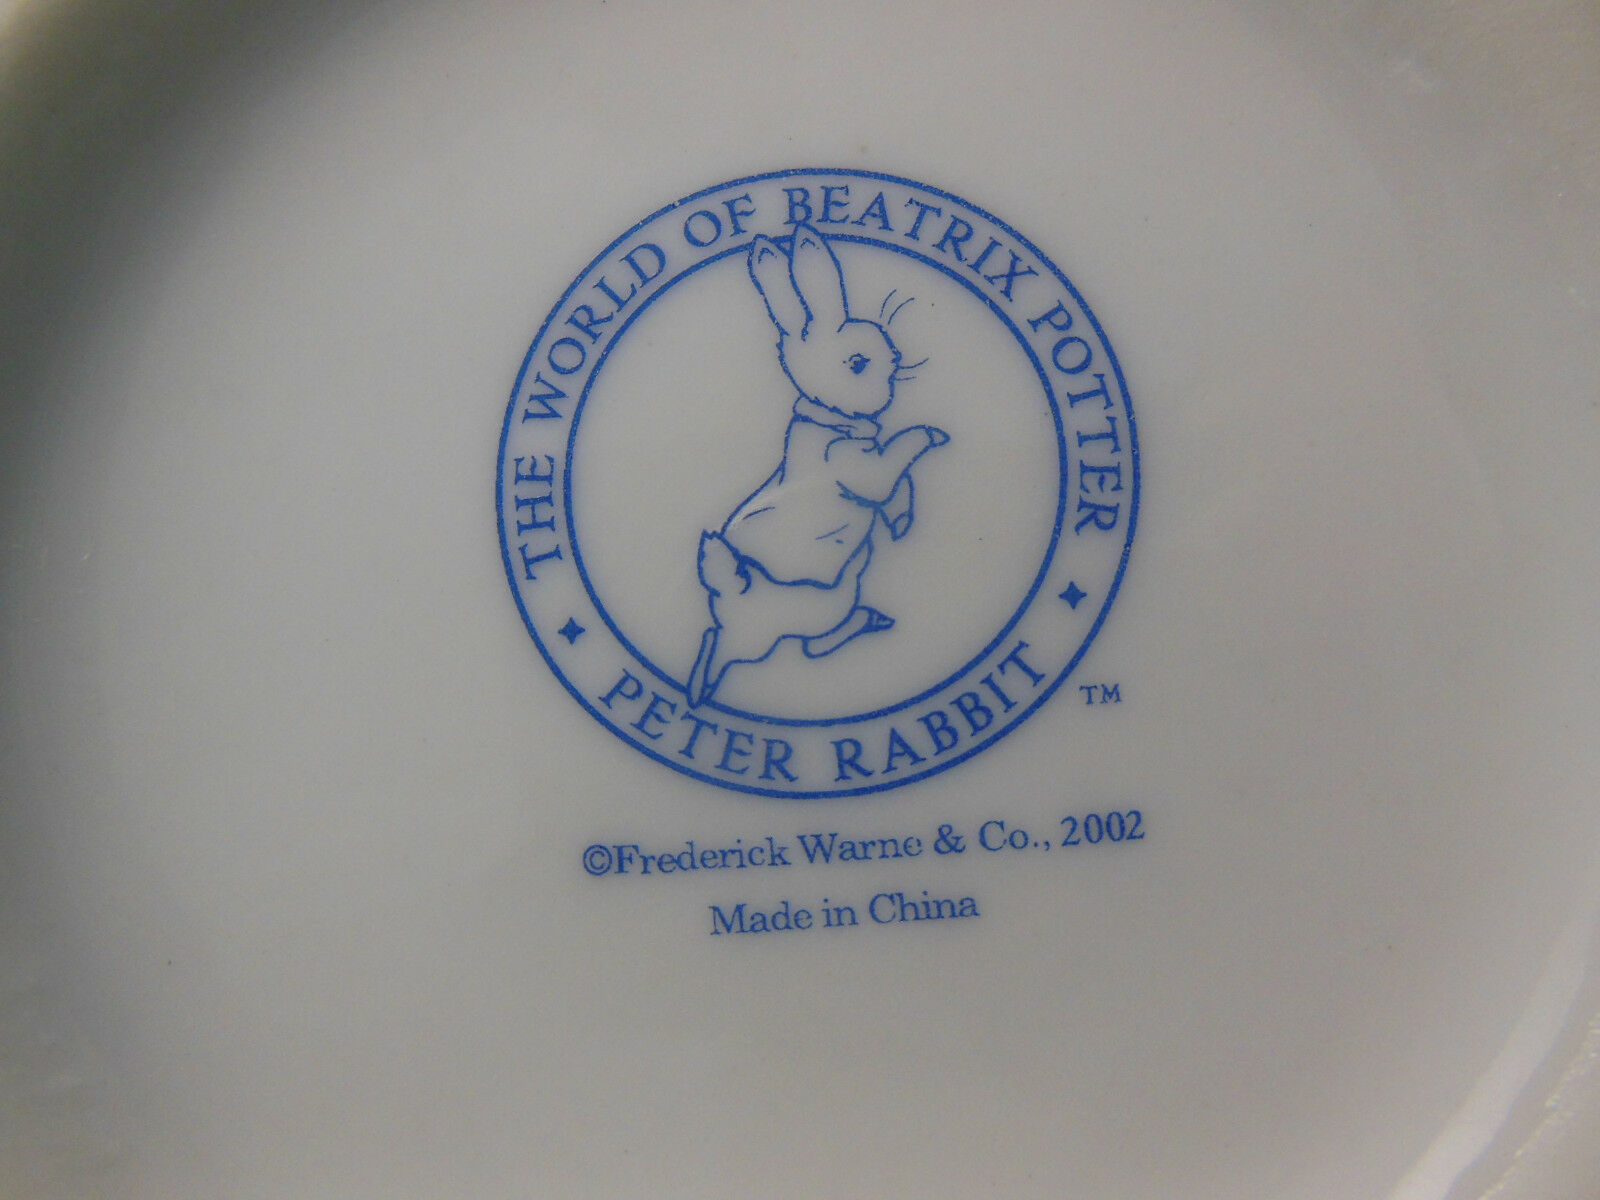 THE WORLD OF BEATRIX POTTER
PETER RABBIT
TM
©Frederick Warne & Co., 2002
Made in China